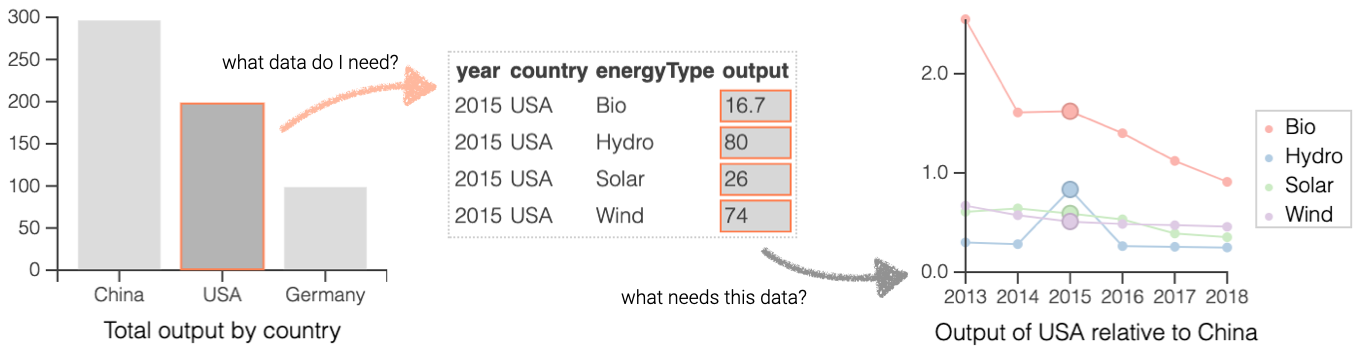 300
250
200
150
100
50
0
China USA Germany
Total output by country
what data do I need?
year country energyType output
2015 USA Bio 16.7
2015 USA Hydro 80
2015 USA Solar 26
2015 USA Wind 74
what needs this data?
2.0
1.0
0.0
2013 2014 2015 2016 2017 2018
Output of USA relative to China
Bio
Hydro
Solar
Wind